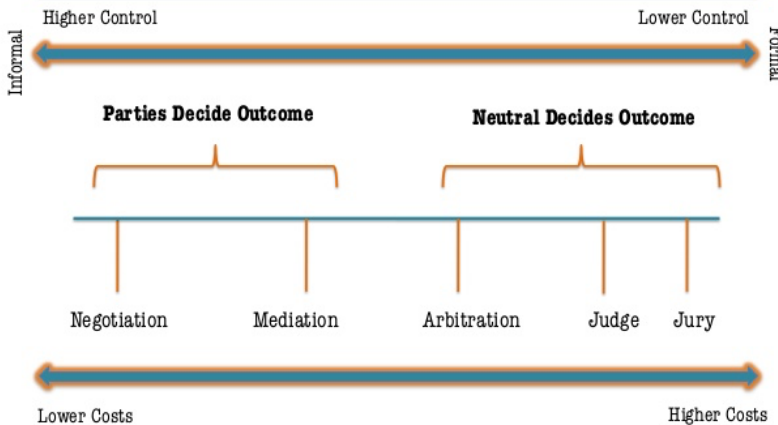 Higher Control
Lower Control
Informal
Formal
Parties Decide Outcome
Neutral Decides Outcome
Negotiation
Mediation
Arbitration
Judge
Jury
Lower Costs
Higher Costs